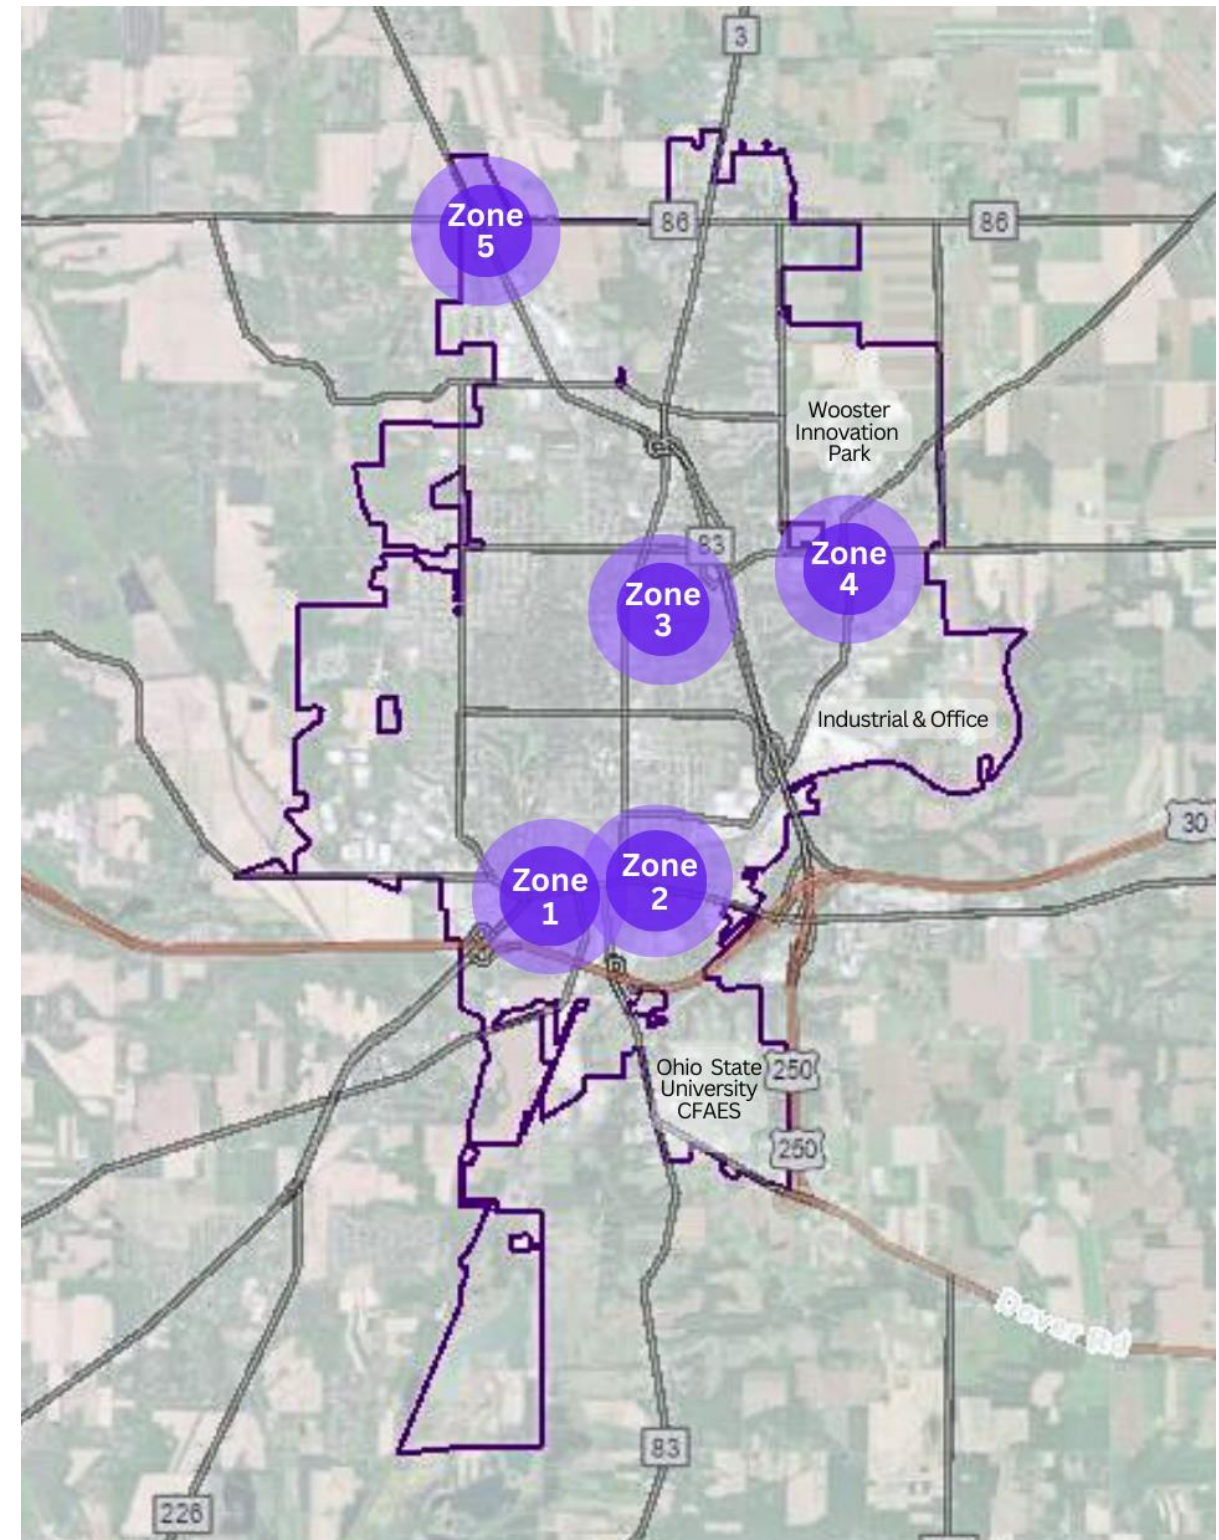 3
Zone
5
86
86
Wooster
Innovation
Park
83
Zone
4
Zone
3
Industrial & Office
30
Zone
1
Zone
2
Ohio State
University
CFAES
250
250
Dover Rd
83
226